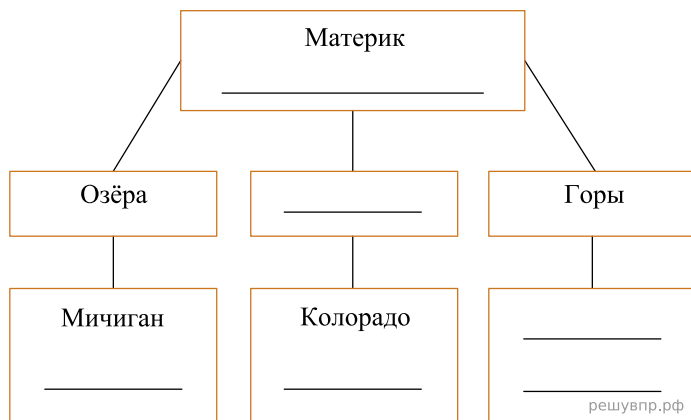 Материк
Озёра
Горы
Мичиган
Колорадо
решувпр.рф